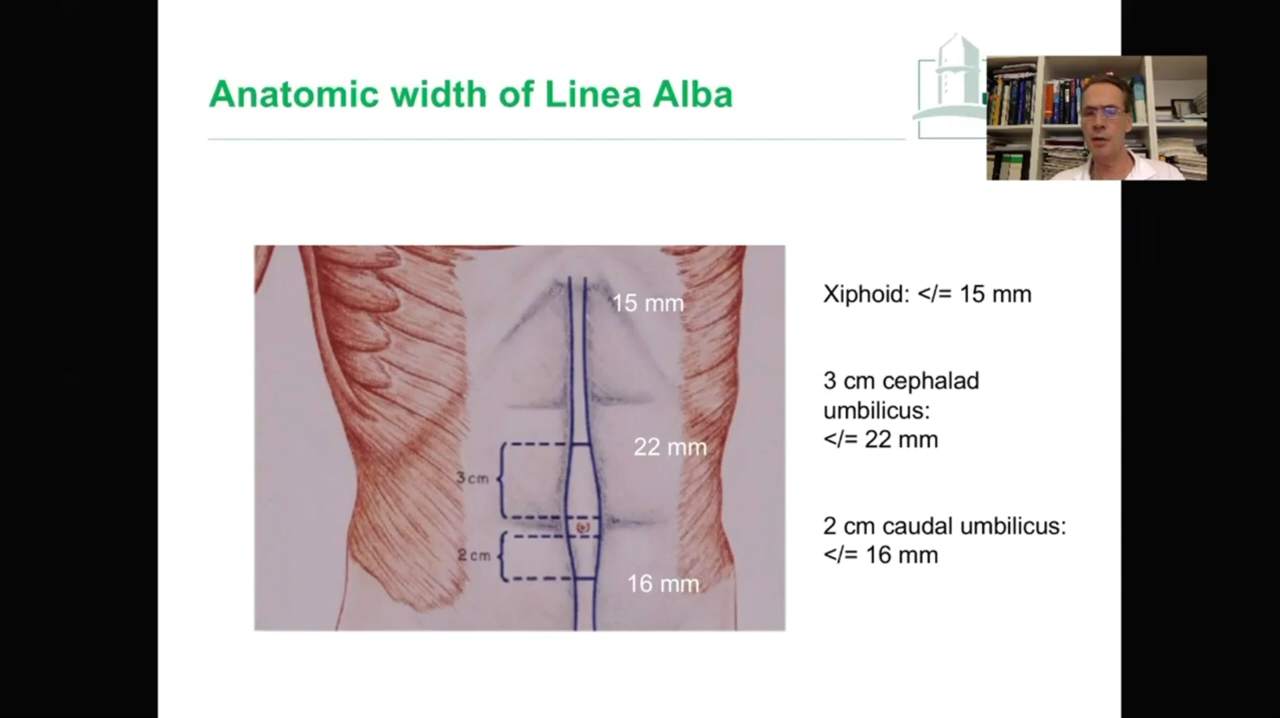 Anatomic width of Linea Alba
15 mm
22 mm
3 cm
2 cm
16 mm
Xiphoid: </= 15 mm
3 cm cephalad
umbilicus:
</= 22 mm
2 cm caudal umbilicus:
</= 16 mm